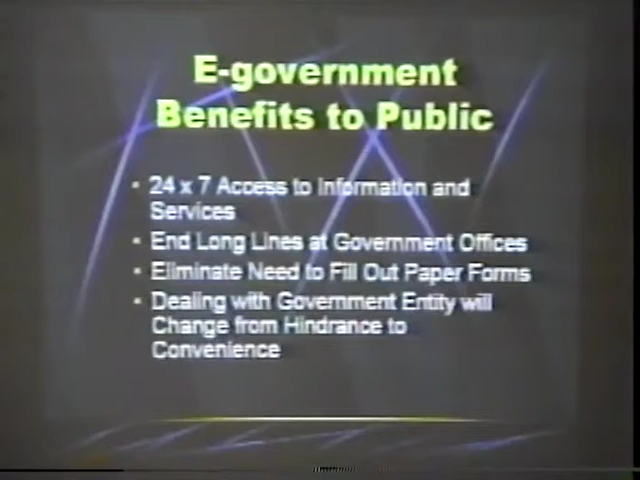 E-government
Benefits to Public
• 24 x 7 Access to Information and
Services
• End Long Lines at Government Offices
• Eliminate Need to Fill Out Paper Forms
• Dealing with Government Entity will
Change from Hindrance to
Convenience